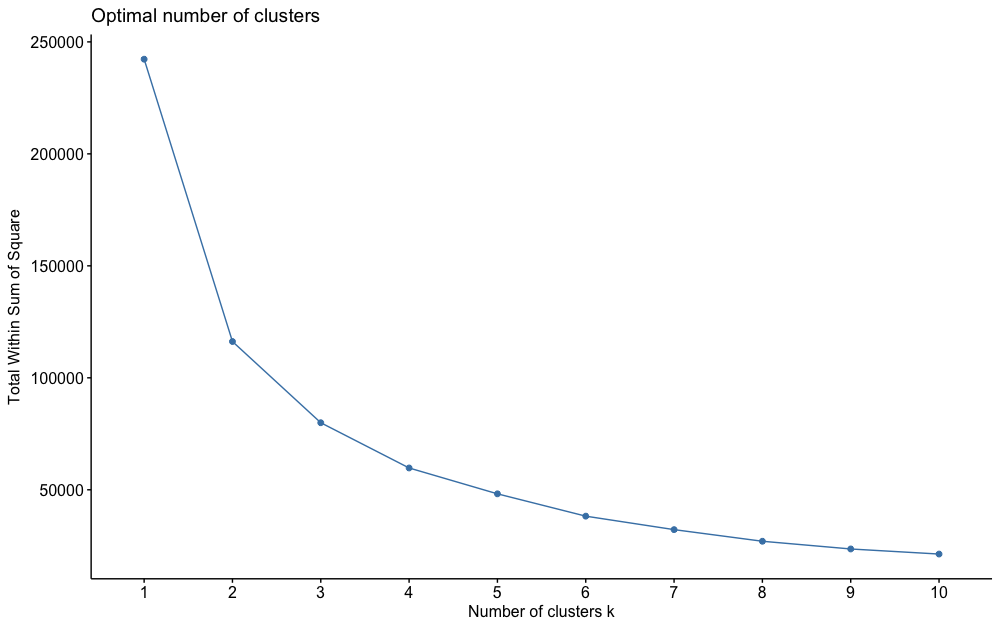 Optimal number of clusters
250000
200000
150000
100000
50000
Total Within Sum of Square
1 2 3 4 5 6 7 8 9 10
Number of clusters k